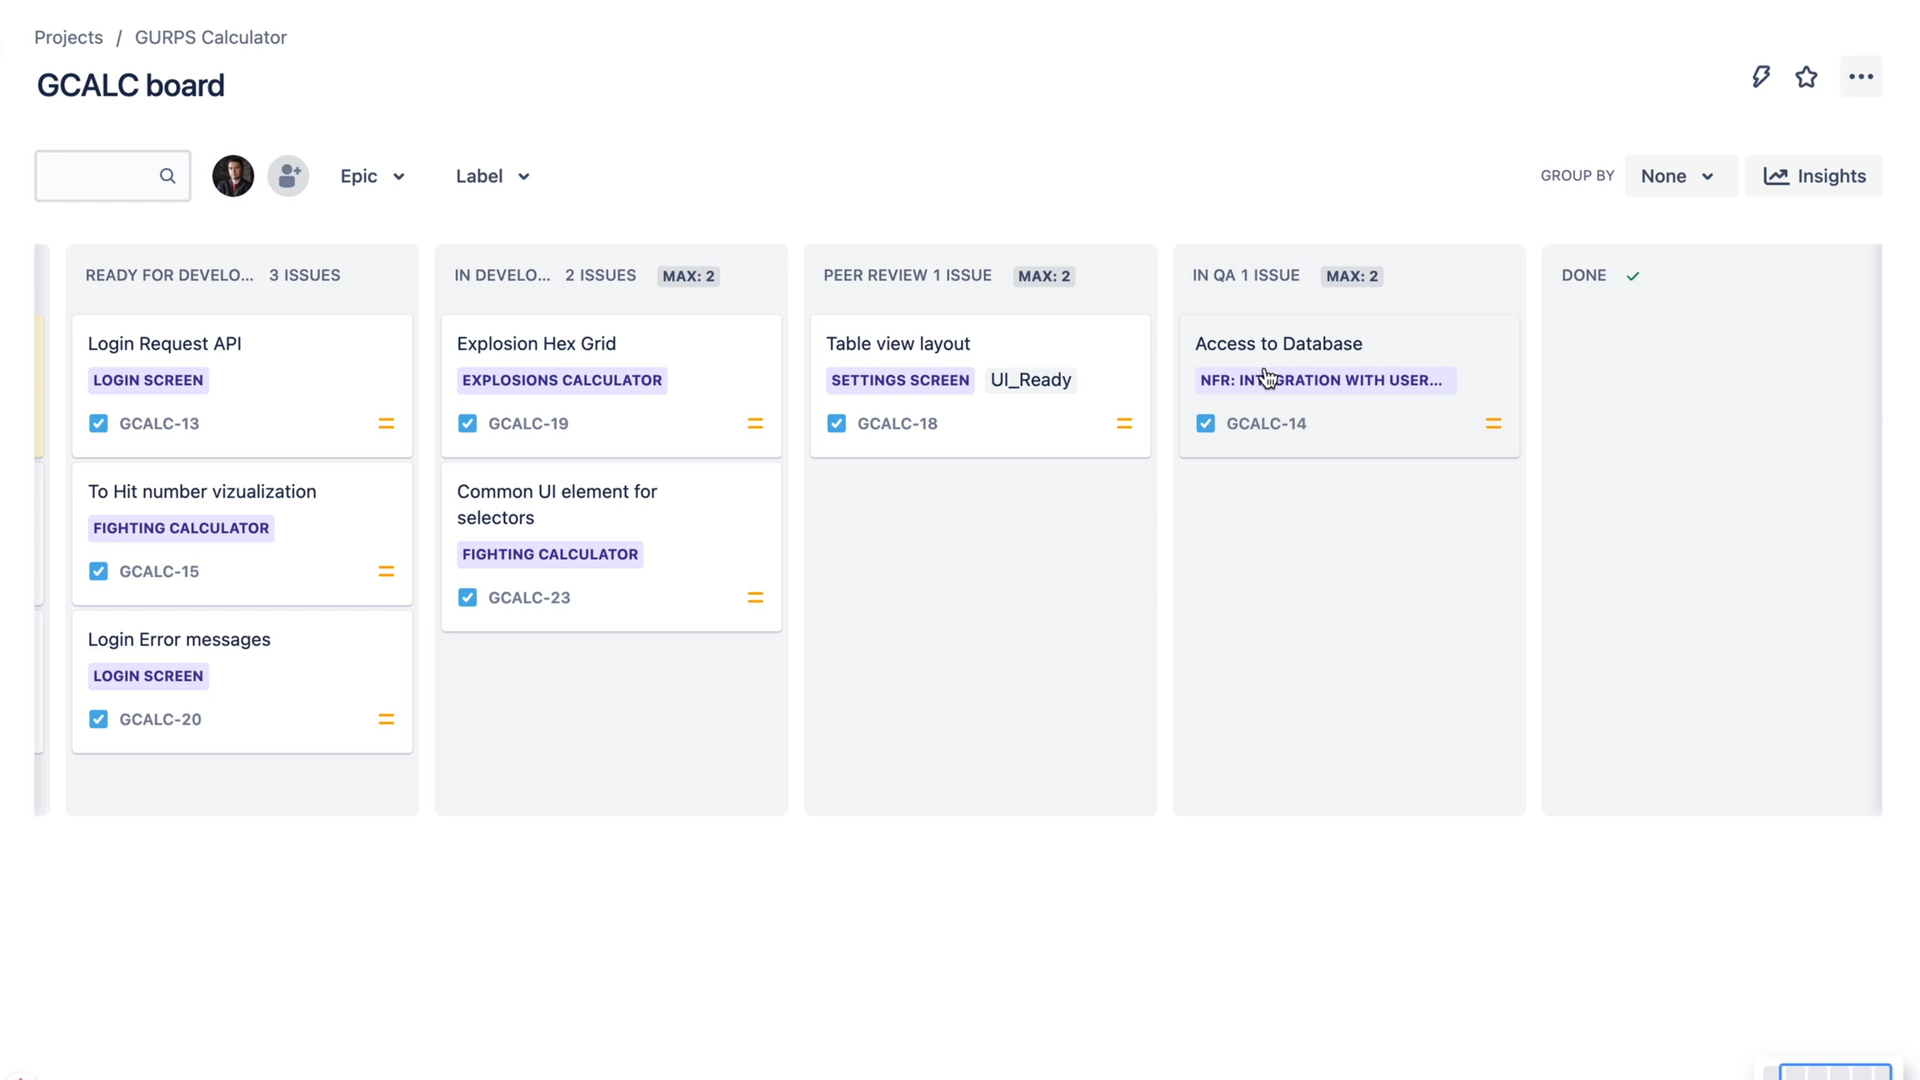 Projects / GURPS Calculator
GCALC board
Epic
Label
GROUP BY
None
Insights
READY FOR DEVELO... 3 ISSUES
Login Request API
LOGIN SCREEN
GCALC-13
To Hit number vizualization
FIGHTING CALCULATOR
GCALC-15
Login Error messages
LOGIN SCREEN
GCALC-20
IN DEVELO... 2 ISSUES MAX: 2
Explosion Hex Grid
EXPLOSIONS CALCULATOR
GCALC-19
Common UI element for
selectors
FIGHTING CALCULATOR
GCALC-23
PEER REVIEW 1 ISSUE MAX: 2
Table view layout
SETTINGS SCREEN UI_Ready
GCALC-18
IN QA 1 ISSUE MAX: 2
Access to Database
NFR: INTEGRATION WITH USER...
GCALC-14
DONE